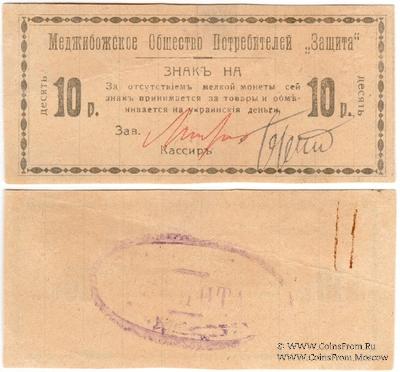 Меджибожское Общество Потребителей „Защита“
ЗНАКЪ НА
десять
10 р.
За отсутствіемъ мелкой монеты сей
знак принимается за товары и обмѣ-
нивается на украинскія деньги.
10 р.
десять
Зав.
Кассиръ
© www.CoinsFrom.Ru
www.CoinsFrom.Moscow